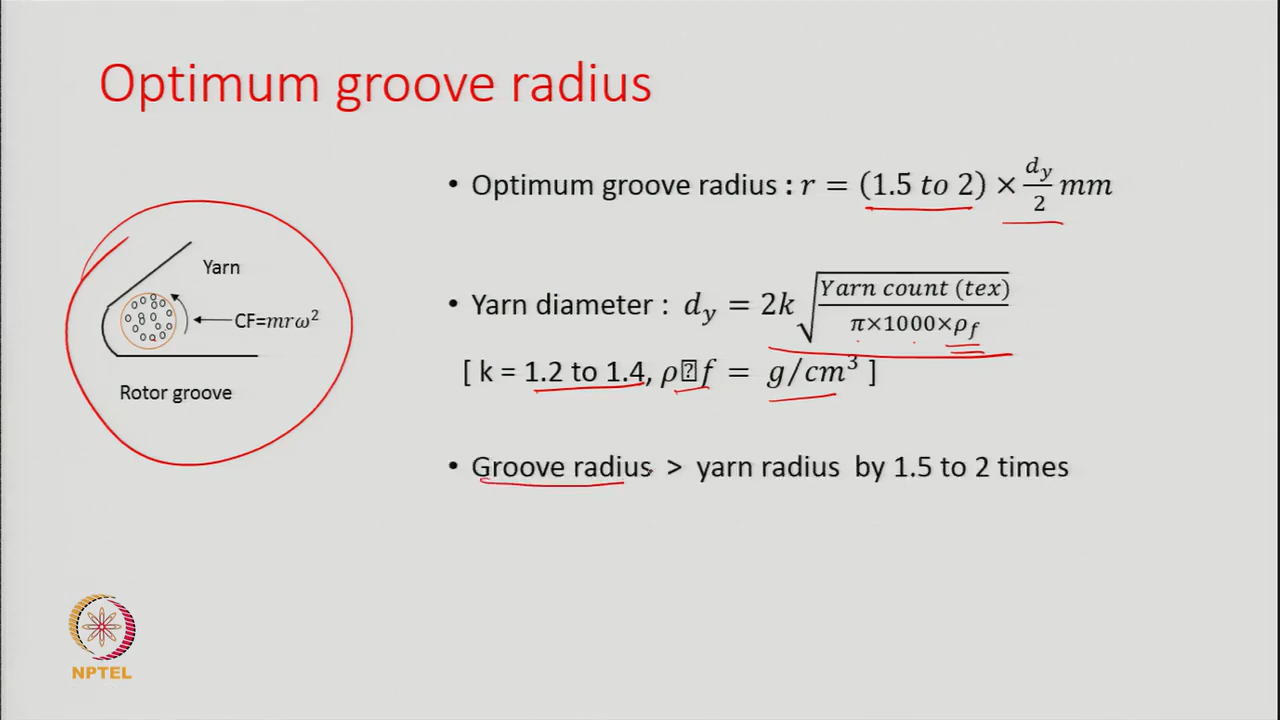 Optimum groove radius
• Optimum groove radius : r = (1.5 to 2) × d_y/2 mm
Yarn
• Yarn diameter : d_y = 2k √(Yarn count (tex) / π×1000×ρ_f)
CF=mrω²
[ k = 1.2 to 1.4, ρ⍰f = g/cm³ ]
Rotor groove
• Groove radius > yarn radius by 1.5 to 2 times
NPTEL